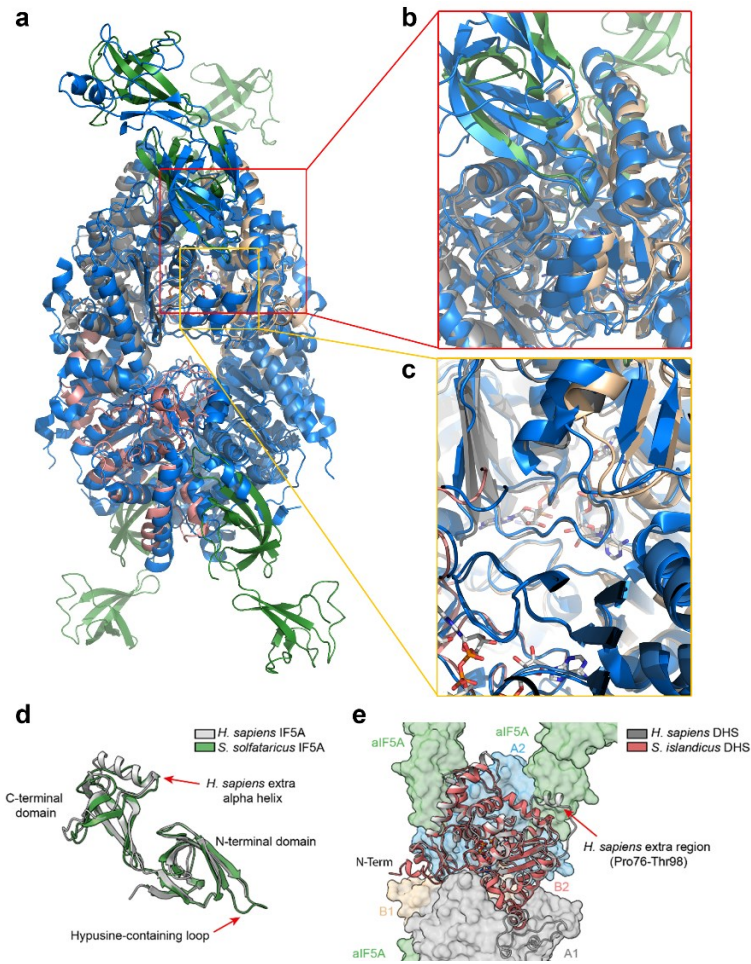 a
b
c
d
H. sapiens IF5A
S. solfataricus IF5A
H. sapiens extra
alpha helix
C-terminal
domain
N-terminal domain
Hypusine-containing loop
e
aIF5A
aIF5A
A2
H. sapiens DHS
S. islandicus DHS
H. sapiens extra region
(Pro76-Thr98)
N-Term
B1
B2
aIF5A
A1